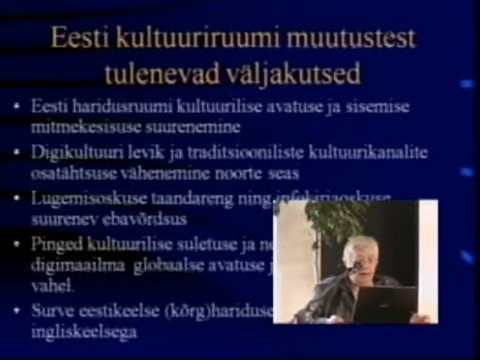 Eesti kultuuriruumi muutustest
tulenevad väljakutsed
• Eesti haridusruumi kultuurilise avatuse ja sisemise
mitmekesisuse suurenemine
• Digikultuuri levik ja traditsiooniliste kultuurikanalite
osatähtsuse vähenemine noorte seas
• Lugemisoskuse taandareng ning infokirjaoskuse
suurenev ebavõrdsus
• Pinged kultuurilise suletuse ja
digimaailma globaalse avatuse
vahel.
• Surve eestikeelse (kõrg)hariduse
ingliskeelsega